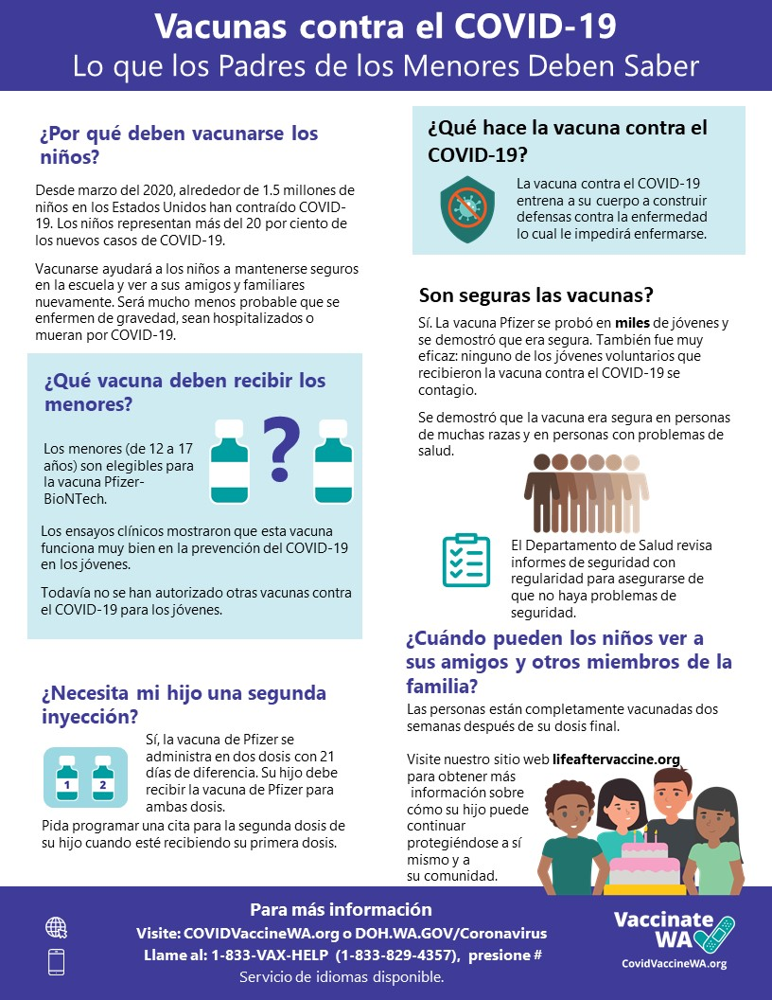 Vacunas contra el COVID-19
Lo que los Padres de los Menores Deben Saber
¿Por qué deben vacunarse los
niños?
Desde marzo del 2020, alrededor de 1.5 millones de
niños en los Estados Unidos han contraído COVID-
19. Los niños representan más del 20 por ciento de
los nuevos casos de COVID-19.
Vacunarse ayudará a los niños a mantenerse seguros
en la escuela y ver a sus amigos y familiares
nuevamente. Será mucho menos probable que se
enfermen de gravedad, sean hospitalizados o
mueran por COVID-19.
¿Qué vacuna deben recibir los
menores?
Los menores (de 12 a 17
años) son elegibles para
la vacuna Pfizer-
BioNTech.
?
Los ensayos clínicos mostraron que esta vacuna
funciona muy bien en la prevención del COVID-19
en los jóvenes.
Todavía no se han autorizado otras vacunas contra
el COVID-19 para los jóvenes.
¿Necesita mi hijo una segunda
inyección?
1 2
Sí, la vacuna de Pfizer se
administra en dos dosis con 21
días de diferencia. Su hijo debe
recibir la vacuna de Pfizer para
ambas dosis.
Pida programar una cita para la segunda dosis de
su hijo cuando esté recibiendo su primera dosis.
¿Qué hace la vacuna contra el
COVID-19?
La vacuna contra el COVID-19
entrena a su cuerpo a construir
defensas contra la enfermedad
lo cual le impedirá enfermarse.
Son seguras las vacunas?
Sí. La vacuna Pfizer se probó en miles de jóvenes y
se demostró que era segura. También fue muy
eficaz: ninguno de los jóvenes voluntarios que
recibieron la vacuna contra el COVID-19 se
contagio.
Se demostró que la vacuna era segura en personas
de muchas razas y en personas con problemas de
salud.
El Departamento de Salud revisa
informes de seguridad con
regularidad para asegurarse de
que no haya problemas de
seguridad.
¿Cuándo pueden los niños ver a
sus amigos y otros miembros de la
familia?
Las personas están completamente vacunadas dos
semanas después de su dosis final.
Visite nuestro sitio web lifeaftervaccine.org
para obtener más
información sobre
cómo su hijo puede
continuar
protegiéndose a sí
mismo y a
su comunidad.
Para más información
Visite: COVIDVaccineWA.org o DOH.WA.GOV/Coronavirus
Llame al: 1-833-VAX-HELP (1-833-829-4357), presione #
Servicio de idiomas disponible.
Vaccinate
WA
CovidVaccineWA.org